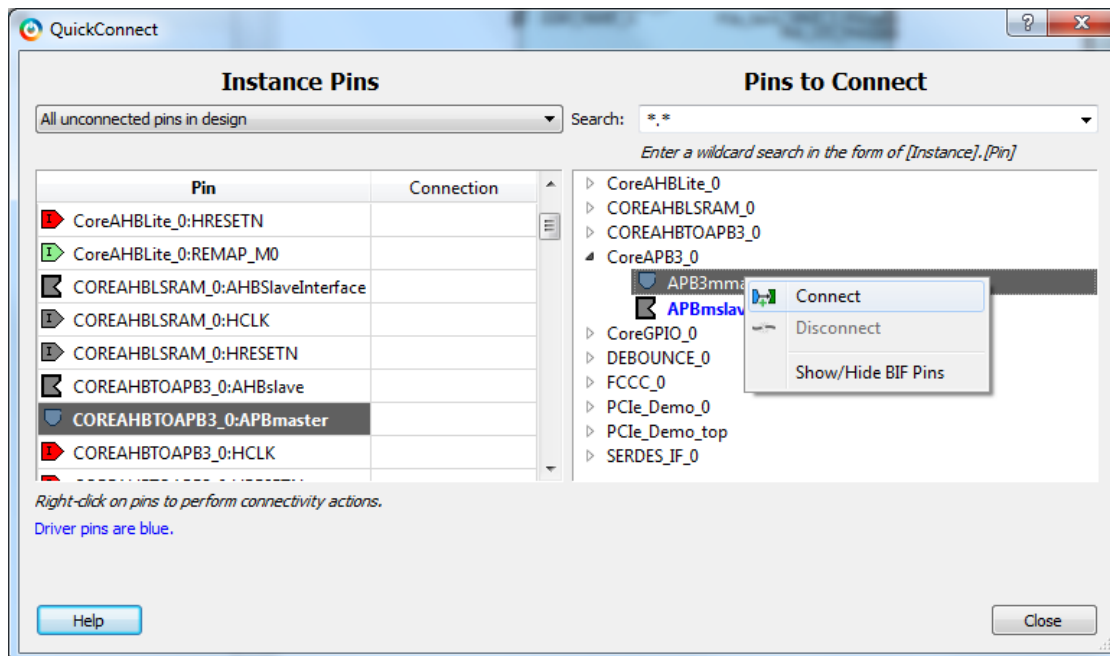 QuickConnect
Instance Pins
Pins to Connect
All unconnected pins in design
Search: *.*
Enter a wildcard search in the form of [Instance].[Pin]
Pin Connection
CoreAHBLite_0:HRESETN
CoreAHBLite_0:REMAP_M0
COREAHBLSRAM_0:AHBSlaveInterface
COREAHBLSRAM_0:HCLK
COREAHBLSRAM_0:HRESETN
COREAHBTOAPB3_0:AHBslave
COREAHBTOAPB3_0:APBmaster
COREAHBTOAPB3_0:HCLK
CoreAHBLite_0
COREAHBLSRAM_0
COREAHBTOAPB3_0
CoreAPB3_0
APB3mma
APBmslav
CoreGPIO_0
DEBOUNCE_0
FCCC_0
PCIe_Demo_0
PCIe_Demo_top
SERDES_IF_0
Connect
Disconnect
Show/Hide BIF Pins
Right-click on pins to perform connectivity actions.
Driver pins are blue.
Help
Close